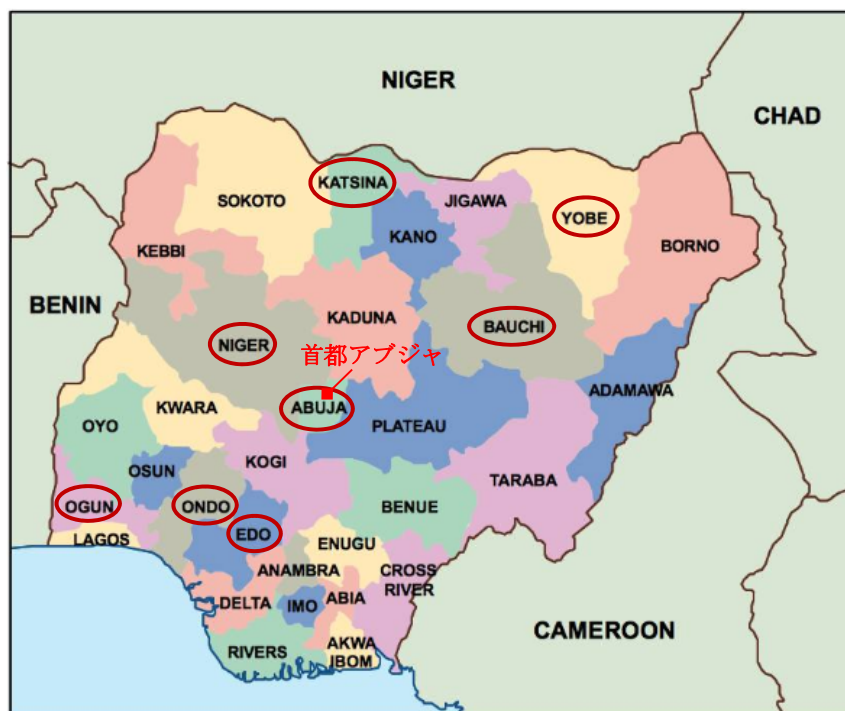 NIGER
CHAD
KATSINA
SOKOTO
JIGAWA
YOBE
KANO
BORNO
KEBBI
BENIN
KADUNA
BAUCHI
NIGER
首都アブジャ
ADAMAWA
ABUJA
KWARA
PLATEAU
OYO
KOGI
OSUN
TARABA
OGUN
ONDO
BENUE
EDO
LAGOS
ENUGU
ANAMBRA
CROSS
RIVER
DELTA
IMO
ABIA
CAMEROON
RIVERS
AKWA
IBOM